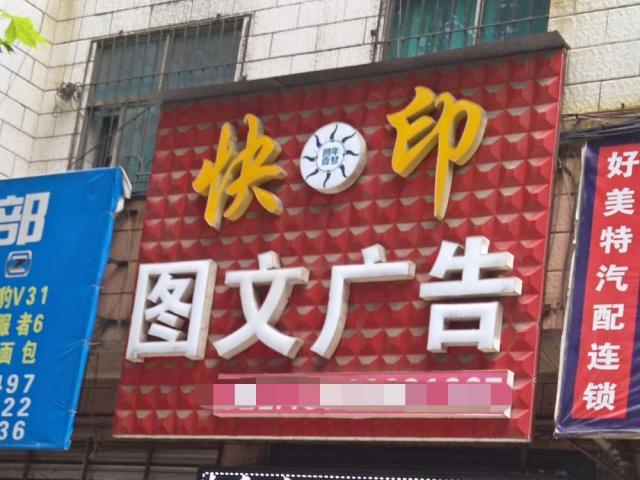 快印
图文广告
部
豹V31
服者6
面包
497
22
36
好美特汽配连锁